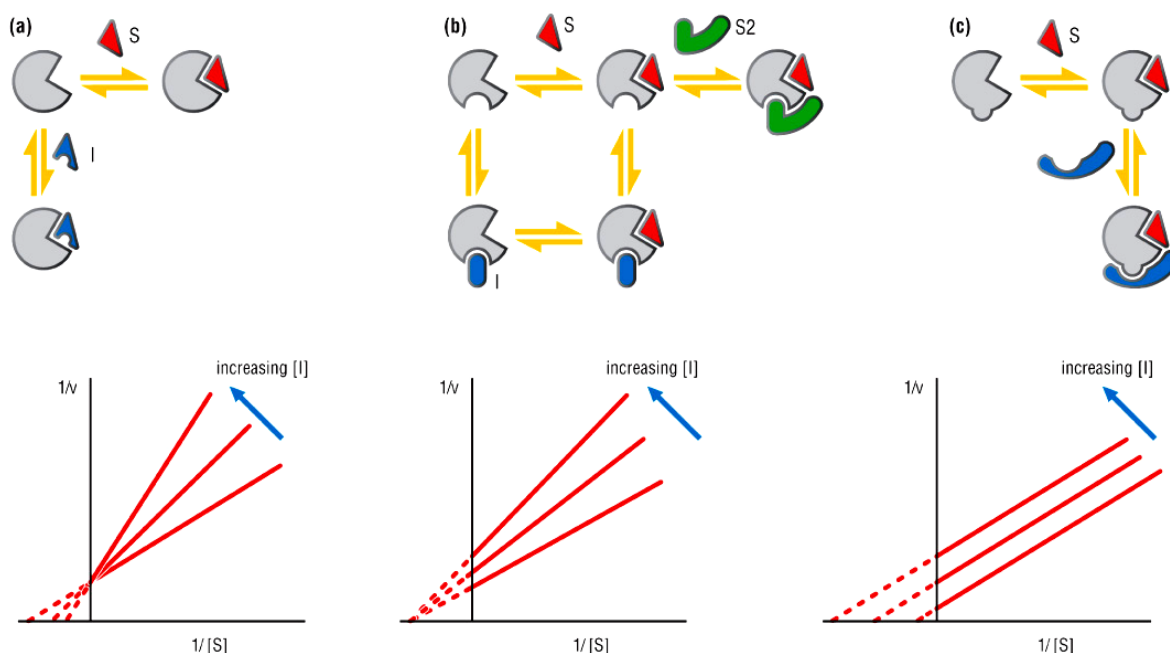 (a)
S
I
(b)
S
S2
I
(c)
S
increasing [I]
1/v
1/ [S]
increasing [I]
1/v
1/ [S]
increasing [I]
1/v
1/ [S]